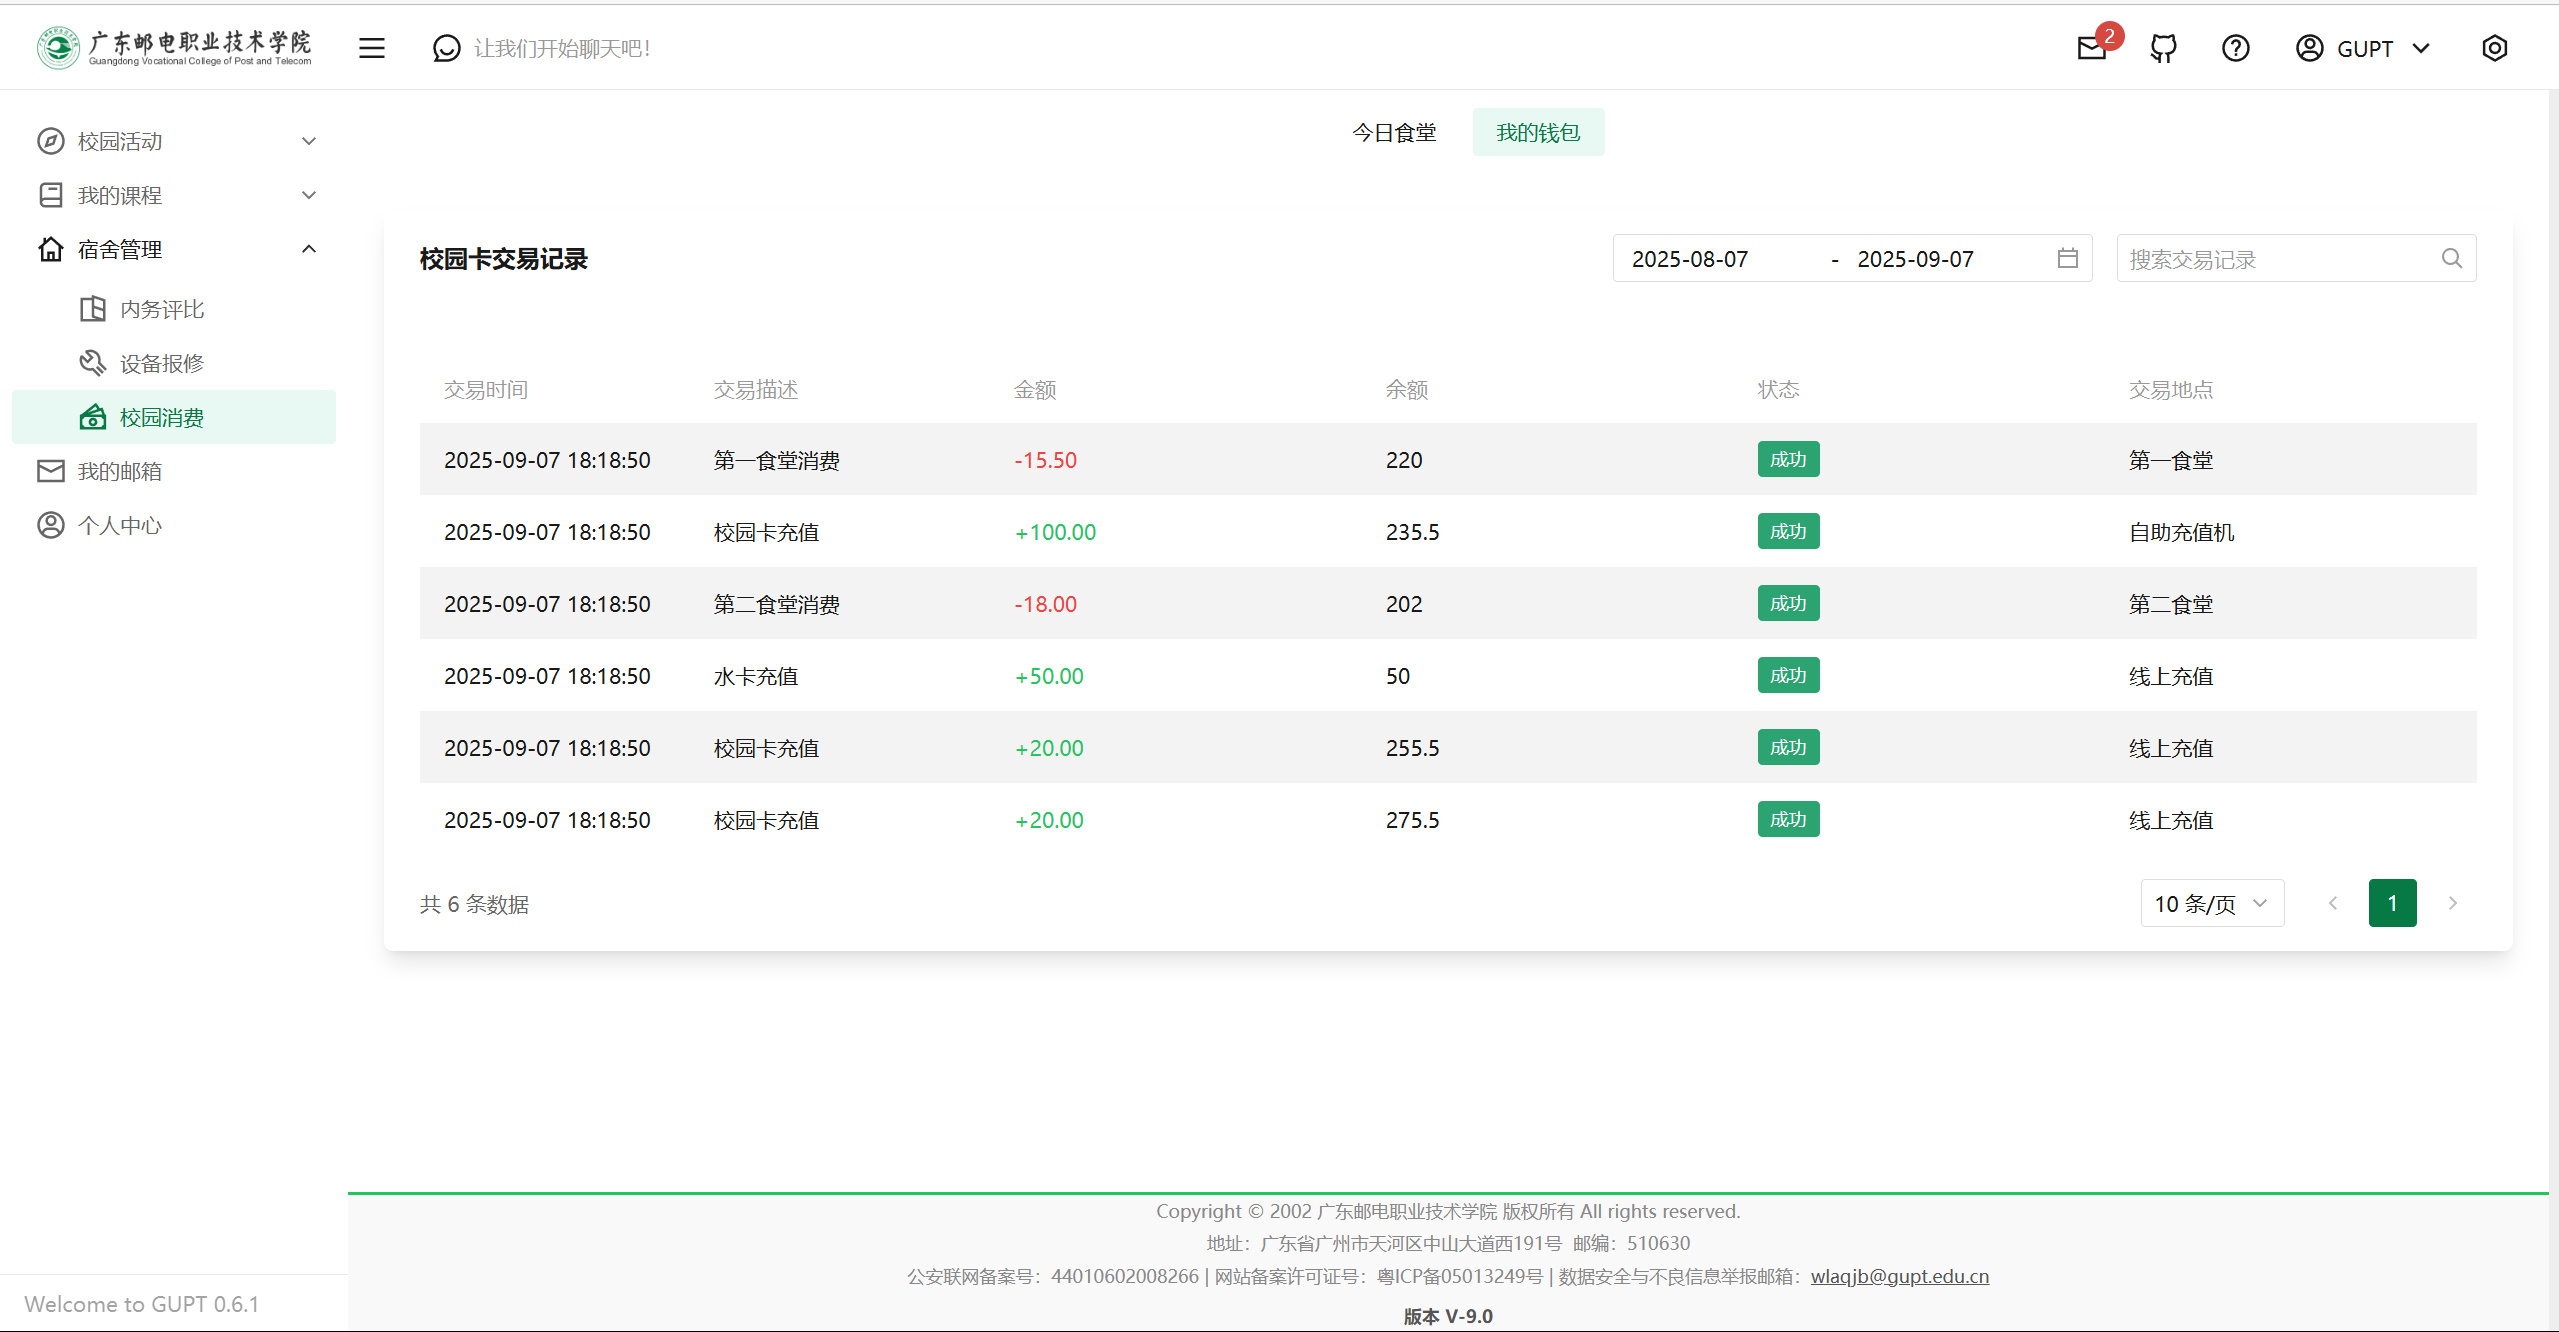 广东邮电职业技术学院
Guangdong Vocational College of Post and Telecom
让我们开始聊天吧!
2
GUPT
校园活动
我的课程
宿舍管理
内务评比
设备报修
校园消费
我的邮箱
个人中心
今日食堂 我的钱包
校园卡交易记录
2025-08-07 - 2025-09-07
搜索交易记录
交易时间 交易描述 金额 余额 状态 交易地点
2025-09-07 18:18:50 第一食堂消费 -15.50 220 成功 第一食堂
2025-09-07 18:18:50 校园卡充值 +100.00 235.5 成功 自助充值机
2025-09-07 18:18:50 第二食堂消费 -18.00 202 成功 第二食堂
2025-09-07 18:18:50 水卡充值 +50.00 50 成功 线上充值
2025-09-07 18:18:50 校园卡充值 +20.00 255.5 成功 线上充值
2025-09-07 18:18:50 校园卡充值 +20.00 275.5 成功 线上充值
共 6 条数据
10 条/页
1
Copyright © 2002 广东邮电职业技术学院 版权所有 All rights reserved.
地址：广东省广州市天河区中山大道西191号 邮编：510630
公安联网备案号：44010602008266 | 网站备案许可证号：粤ICP备05013249号 | 数据安全与不良信息举报邮箱：wlaqjb@gupt.edu.cn
版本 V-9.0
Welcome to GUPT 0.6.1